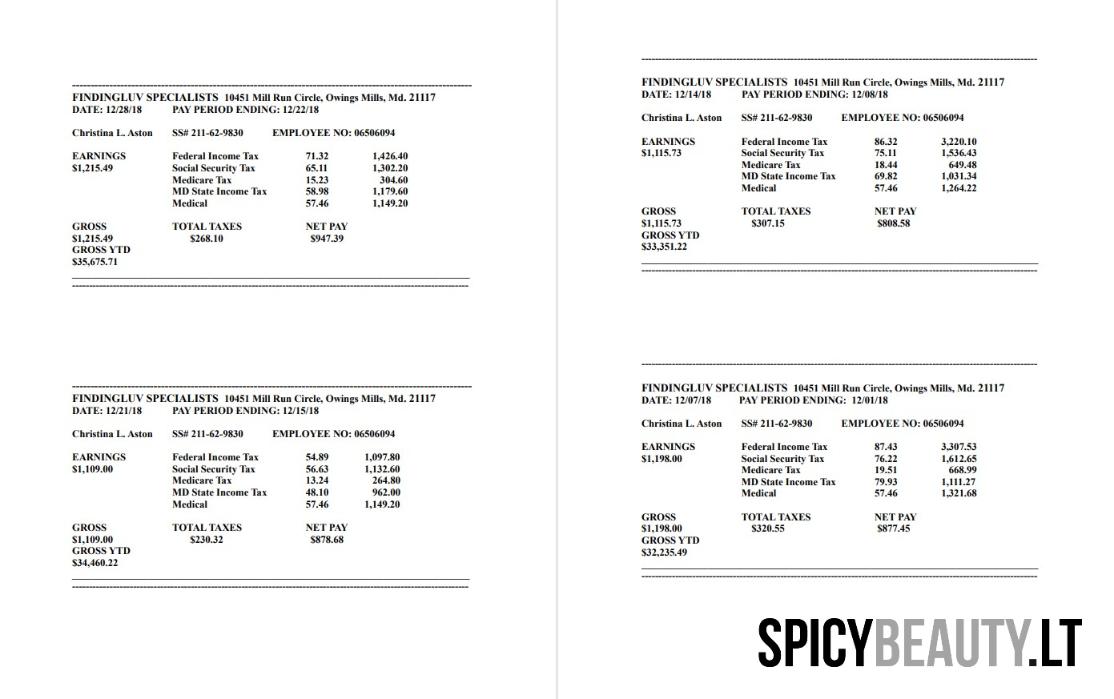 FINDINGLUV SPECIALISTS 10451 Mill Run Circle, Owings Mills, Md. 21117
DATE: 12/28/18 PAY PERIOD ENDING: 12/22/18
Christina L. Aston SS# 211-62-9830 EMPLOYEE NO: 06506094
EARNINGS Federal Income Tax 71.32 1,426.40
$1,215.49 Social Security Tax 65.11 1,302.20
Medicare Tax 15.23 304.60
MD State Income Tax 58.98 1,179.60
Medical 57.46 1,149.20
GROSS TOTAL TAXES NET PAY
$1,215.49 $268.10 $947.39
GROSS YTD
$35,675.71
FINDINGLUV SPECIALISTS 10451 Mill Run Circle, Owings Mills, Md. 21117
DATE: 12/21/18 PAY PERIOD ENDING: 12/15/18
Christina L. Aston SS# 211-62-9830 EMPLOYEE NO: 06506094
EARNINGS Federal Income Tax 54.89 1,097.80
$1,109.00 Social Security Tax 56.63 1,132.60
Medicare Tax 13.24 264.80
MD State Income Tax 48.10 962.00
Medical 57.46 1,149.20
GROSS TOTAL TAXES NET PAY
$1,109.00 $230.32 $878.68
GROSS YTD
$34,460.22
FINDINGLUV SPECIALISTS 10451 Mill Run Circle, Owings Mills, Md. 21117
DATE: 12/14/18 PAY PERIOD ENDING: 12/08/18
Christina L. Aston SS# 211-62-9830 EMPLOYEE NO: 06506094
EARNINGS Federal Income Tax 86.32 3,220.10
$1,115.73 Social Security Tax 75.11 1,536.43
Medicare Tax 18.44 649.48
MD State Income Tax 69.82 1,031.34
Medical 57.46 1,264.22
GROSS TOTAL TAXES NET PAY
$1,115.73 $307.15 $808.58
GROSS YTD
$33,351.22
FINDINGLUV SPECIALISTS 10451 Mill Run Circle, Owings Mills, Md. 21117
DATE: 12/07/18 PAY PERIOD ENDING: 12/01/18
Christina L. Aston SS# 211-62-9830 EMPLOYEE NO: 06506094
EARNINGS Federal Income Tax 87.43 3,307.53
$1,198.00 Social Security Tax 76.22 1,612.65
Medicare Tax 19.51 668.99
MD State Income Tax 79.93 1,111.27
Medical 57.46 1,321.68
GROSS TOTAL TAXES NET PAY
$1,198.00 $320.55 $877.45
GROSS YTD
$32,235.49
SPICYBEAUTY.LT